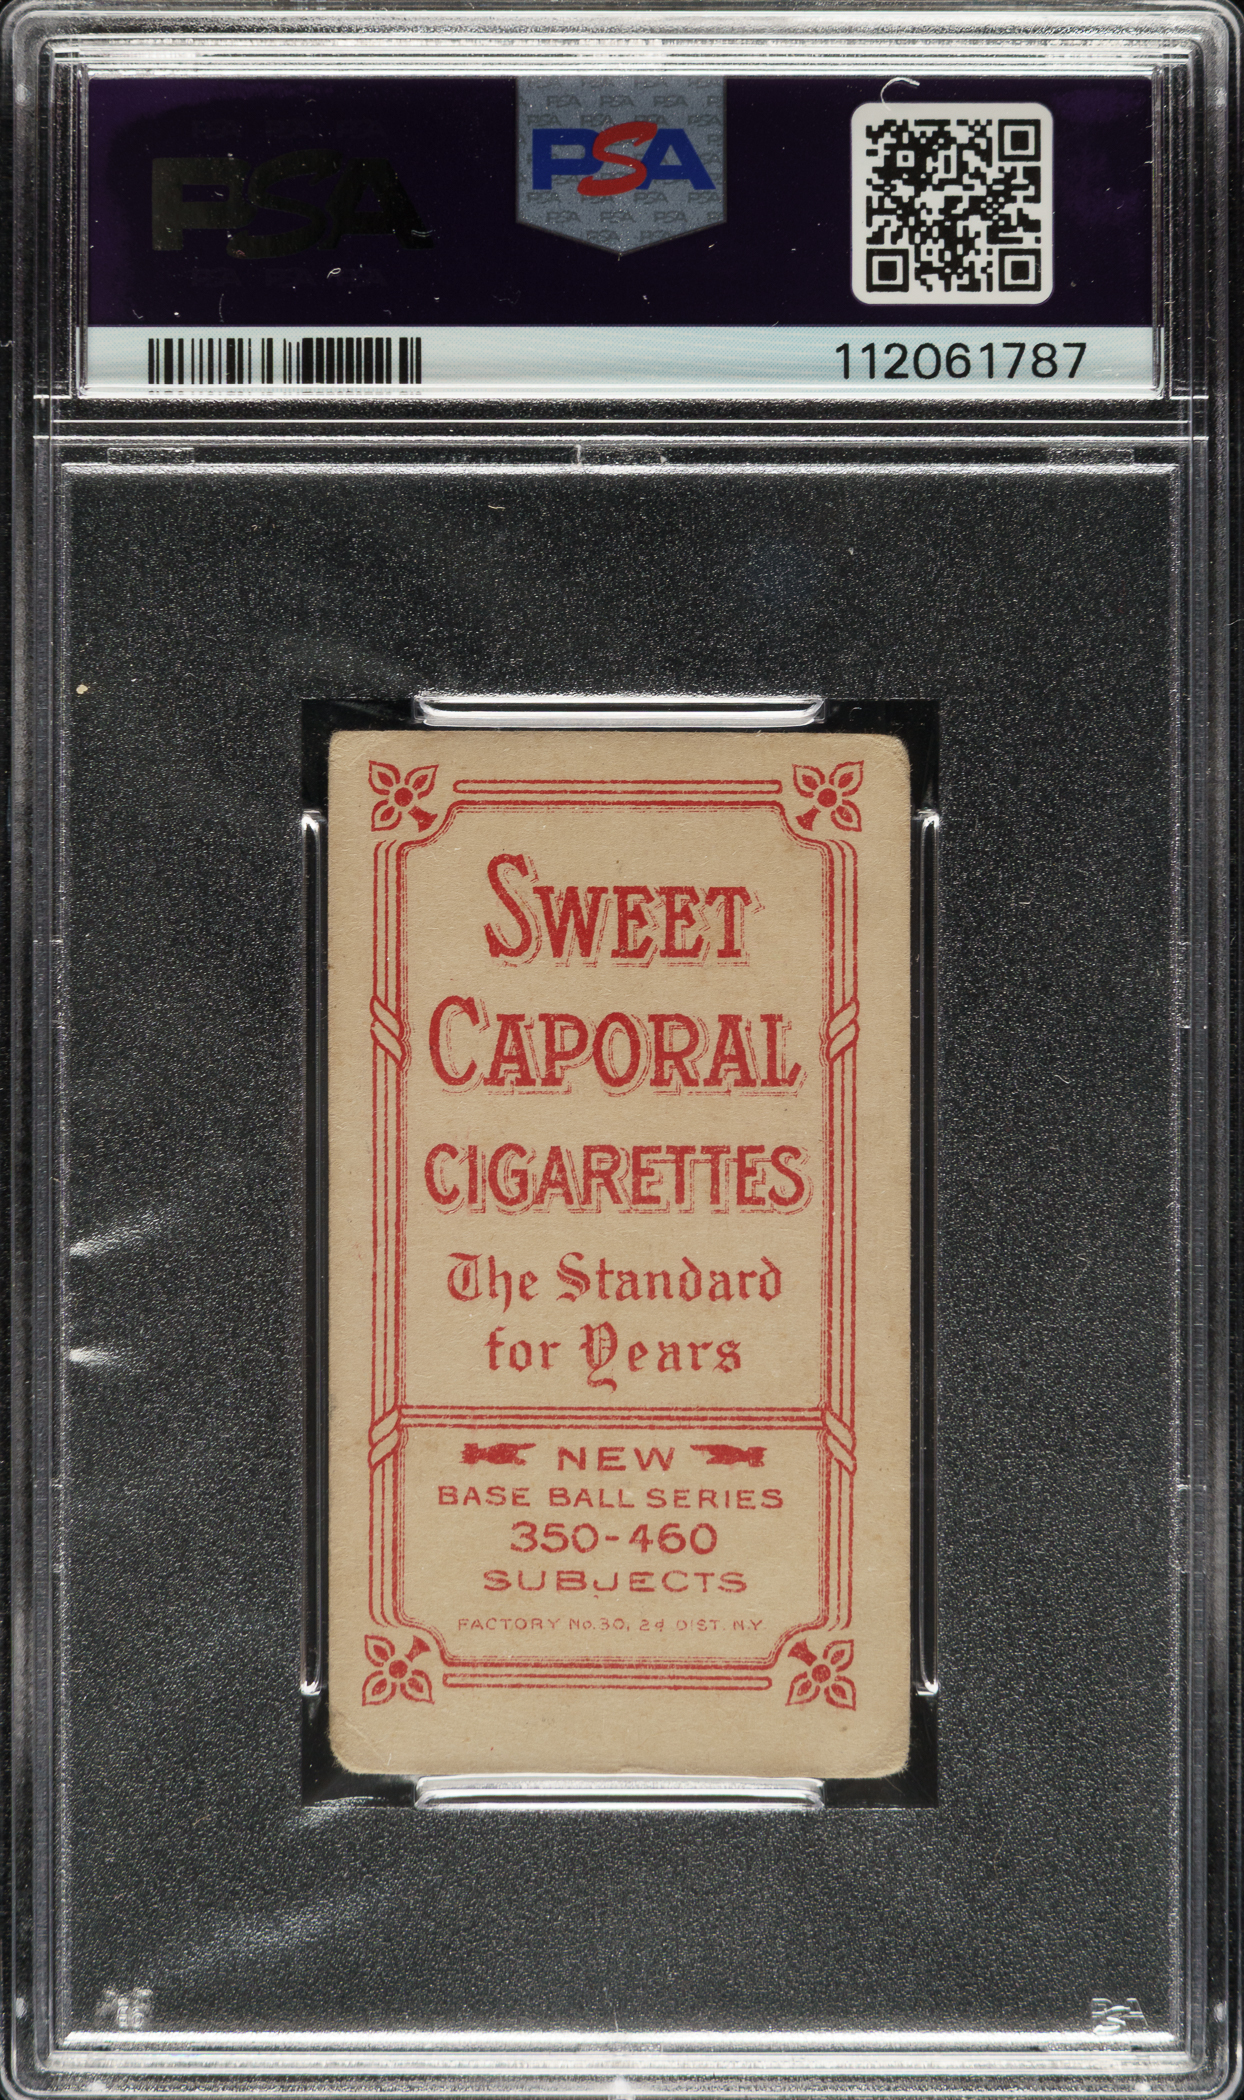 PSA
PSA
112061787
SWEET
CAPORAL
CIGARETTES
The Standard
for Years
NEW
BASE BALL SERIES
350-460
SUBJECTS
FACTORY No. 30, 2d DIST. N.Y.
PSA